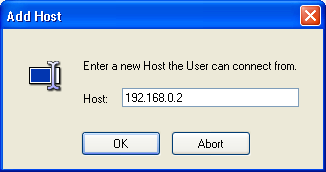 Add Host
Enter a new Host the User can connect from.
Host: 192.168.0.2
OK Abort